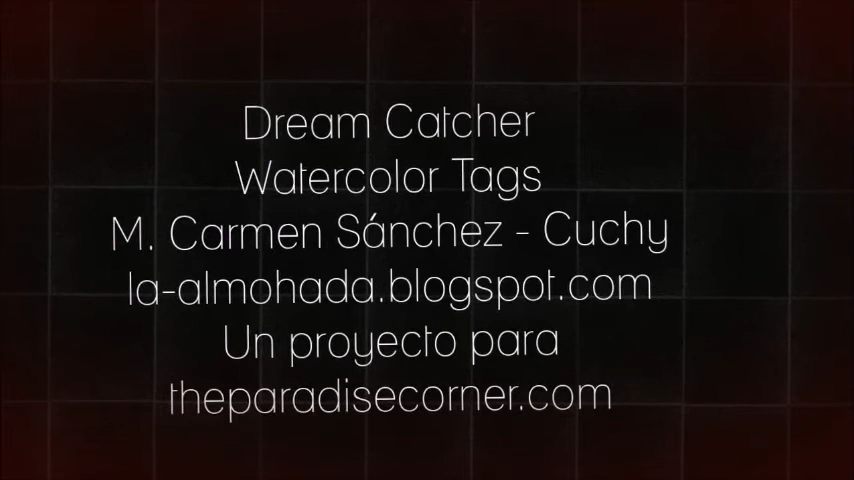 Dream Catcher
Watercolor Tags
M. Carmen Sánchez - Cuchy
la-almohada.blogspot.com
Un proyecto para
theparadisecorner.com